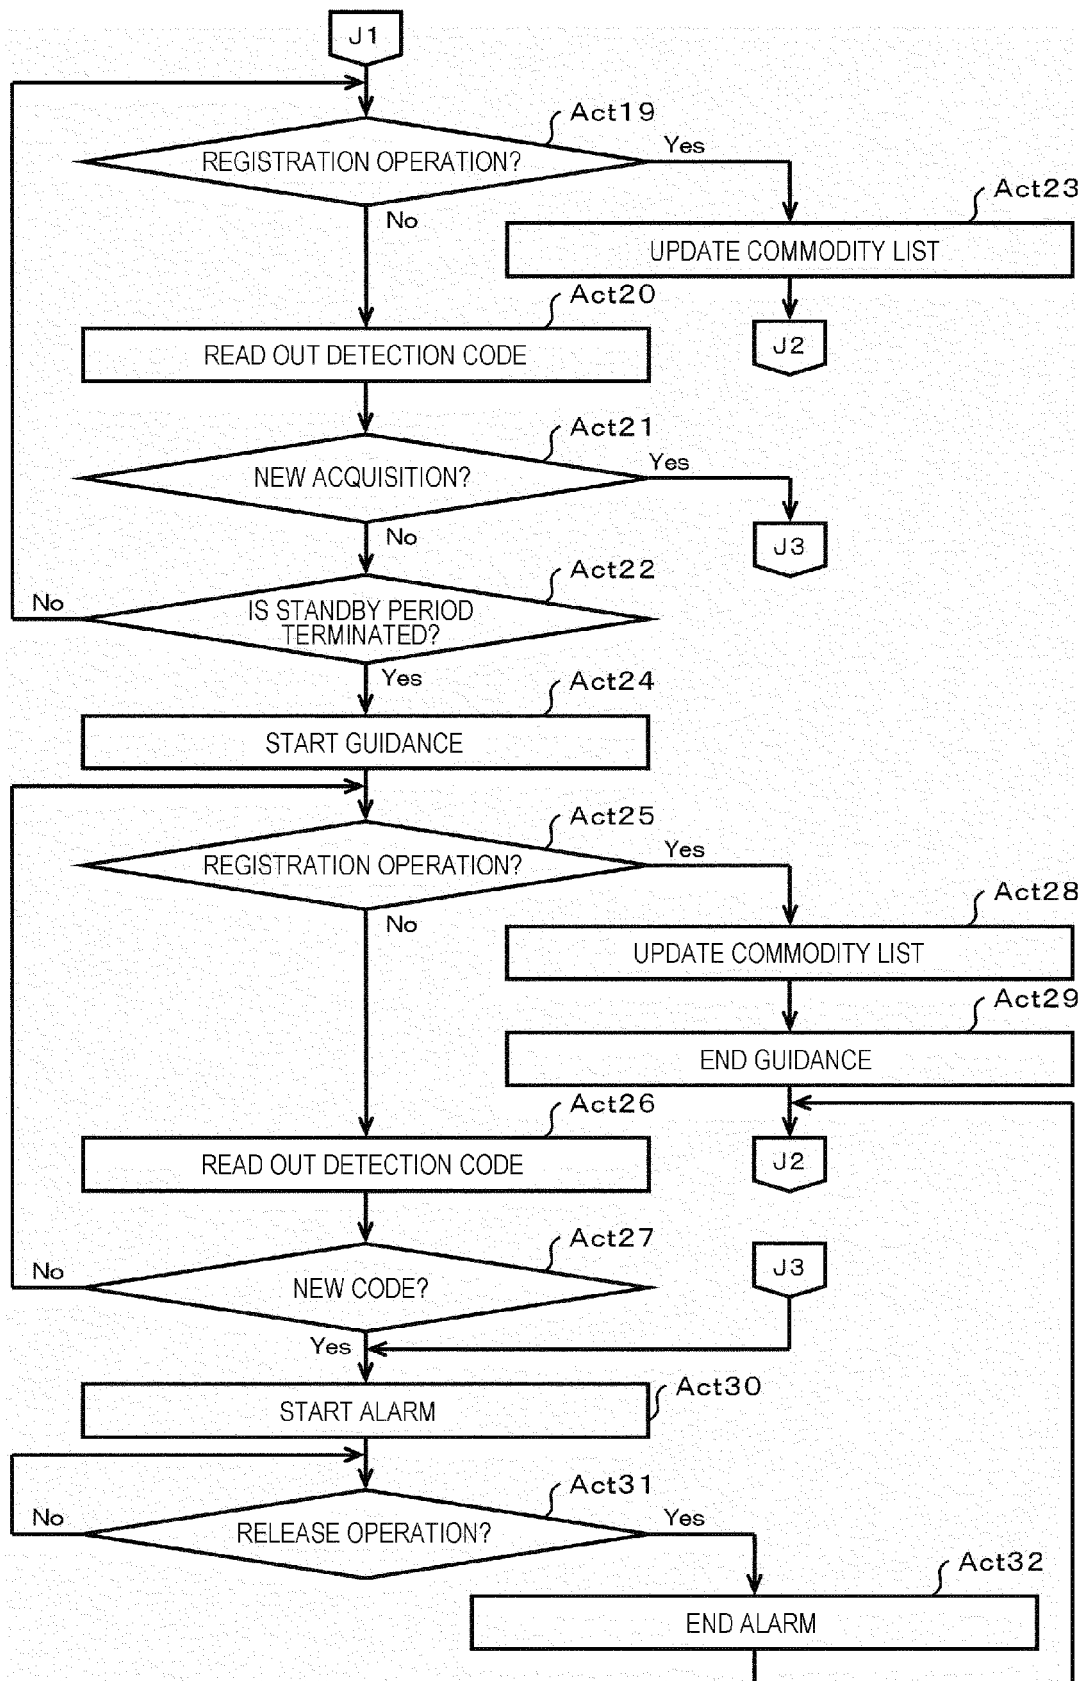 J1
Act19
REGISTRATION OPERATION?
Yes
No
Act23
UPDATE COMMODITY LIST
J2
Act20
READ OUT DETECTION CODE
Act21
NEW ACQUISITION?
Yes
No
J3
Act22
IS STANDBY PERIOD
TERMINATED?
No
Yes
Act24
START GUIDANCE
Act25
REGISTRATION OPERATION?
Yes
No
Act28
UPDATE COMMODITY LIST
Act29
END GUIDANCE
J2
Act26
READ OUT DETECTION CODE
Act27
NEW CODE?
No
Yes
J3
Act30
START ALARM
Act31
RELEASE OPERATION?
No
Yes
Act32
END ALARM